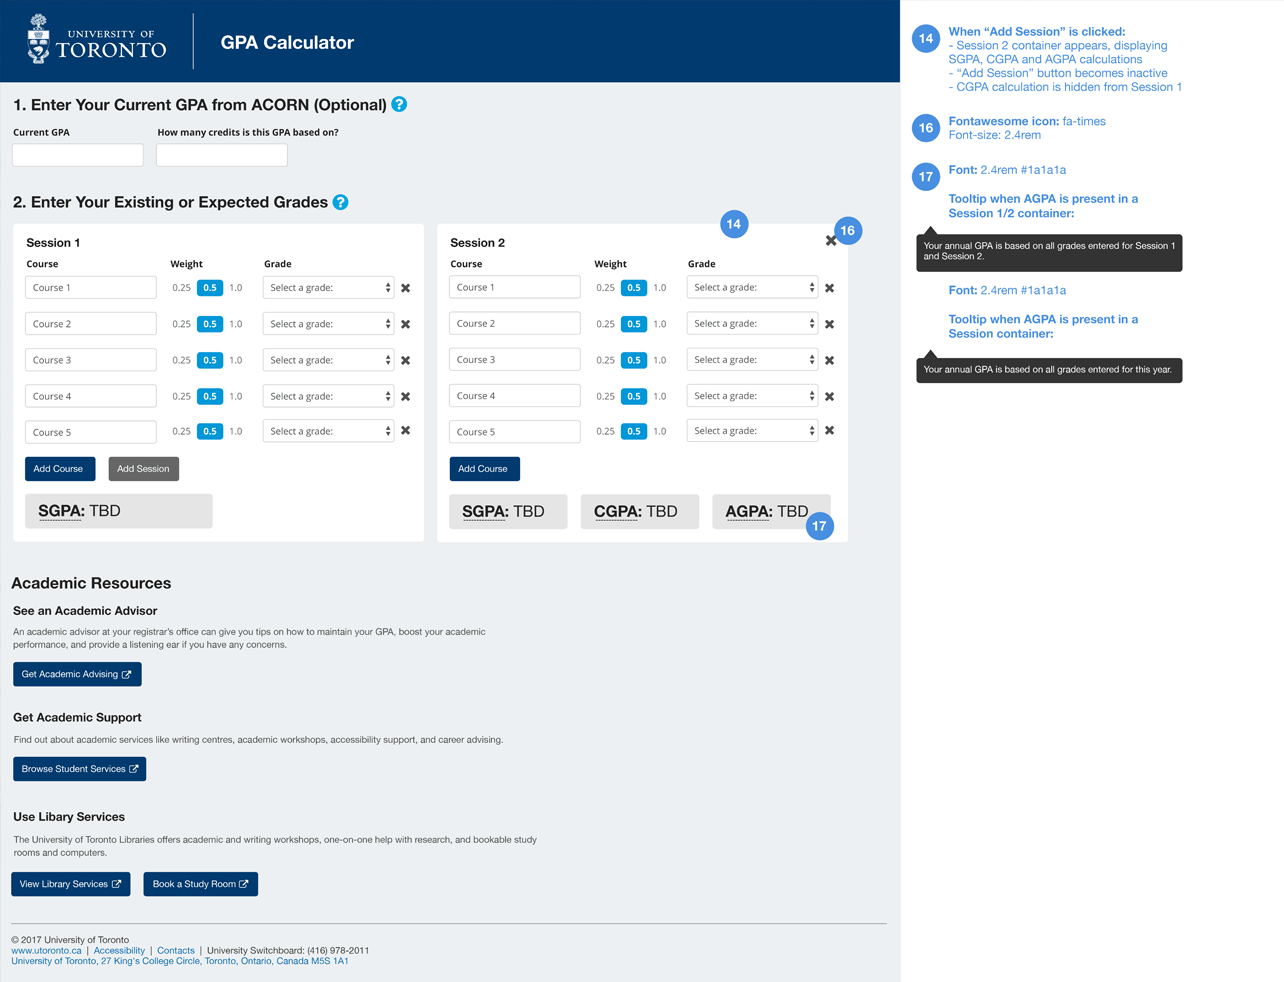 UNIVERSITY OF
TORONTO
GPA Calculator
1. Enter Your Current GPA from ACORN (Optional) ?
Current GPA
How many credits is this GPA based on?
2. Enter Your Existing or Expected Grades ?
Session 1
Course Weight Grade
Course 1 0.25 0.5 1.0 Select a grade:
Course 2 0.25 0.5 1.0 Select a grade:
Course 3 0.25 0.5 1.0 Select a grade:
Course 4 0.25 0.5 1.0 Select a grade:
Course 5 0.25 0.5 1.0 Select a grade:
Add Course Add Session
SGPA: TBD
14
16
Session 2
Course Weight Grade
Course 1 0.25 0.5 1.0 Select a grade:
Course 2 0.25 0.5 1.0 Select a grade:
Course 3 0.25 0.5 1.0 Select a grade:
Course 4 0.25 0.5 1.0 Select a grade:
Course 5 0.25 0.5 1.0 Select a grade:
Add Course
SGPA: TBD CGPA: TBD AGPA: TBD
17
Academic Resources
See an Academic Advisor
An academic advisor at your registrar's office can give you tips on how to maintain your GPA, boost your academic
performance, and provide a listening ear if you have any concerns.
Get Academic Advising
Get Academic Support
Find out about academic services like writing centres, academic workshops, accessibility support, and career advising.
Browse Student Services
Use Libary Services
The University of Toronto Libraries offers academic and writing workshops, one-on-one help with research, and bookable study
rooms and computers.
View Library Services Book a Study Room
© 2017 University of Toronto
www.utoronto.ca | Accessibility | Contacts | University Switchboard: (416) 978-2011
University of Toronto, 27 King's College Circle, Toronto, Ontario, Canada M5S 1A1
14
When “Add Session” is clicked:
- Session 2 container appears, displaying
SGPA, CGPA and AGPA calculations
- “Add Session” button becomes inactive
- CGPA calculation is hidden from Session 1
16
Fontawesome icon: fa-times
Font-size: 2.4rem
17
Font: 2.4rem #1a1a1a
Tooltip when AGPA is present in a
Session 1/2 container:
Your annual GPA is based on all grades entered for Session 1
and Session 2.
Font: 2.4rem #1a1a1a
Tooltip when AGPA is present in a
Session container:
Your annual GPA is based on all grades entered for this year.